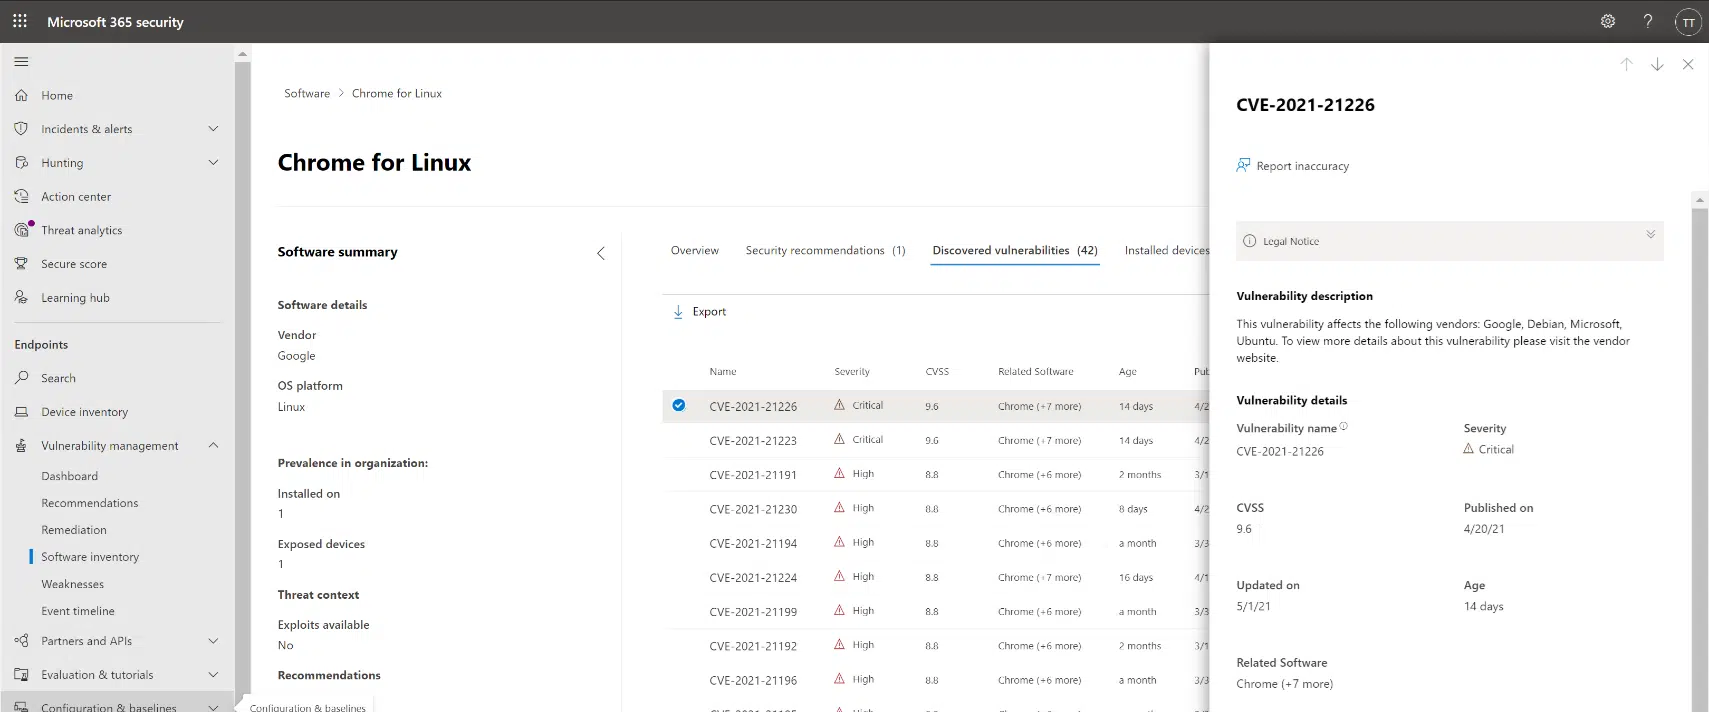 Microsoft 365 security
?
TT
Home
Incidents & alerts
Hunting
Action center
Threat analytics
Secure score
Learning hub
Endpoints
Search
Device inventory
Vulnerability management
Dashboard
Recommendations
Remediation
Software inventory
Weaknesses
Event timeline
Partners and APIs
Evaluation & tutorials
Configuration & baselines
Configuration & baselines
Software > Chrome for Linux
Chrome for Linux
Software summary
Software details
Vendor
Google
OS platform
Linux
Prevalence in organization:
Installed on
1
Exposed devices
1
Threat context
Exploits available
No
Recommendations
Overview Security recommendations (1) Discovered vulnerabilities (42) Installed devices
Export
Name Severity CVSS Related Software Age Put
CVE-2021-21226 Critical 9.6 Chrome (+7 more) 14 days 4/2
CVE-2021-21223 Critical 9.6 Chrome (+7 more) 14 days 4/2
CVE-2021-21191 High 8.8 Chrome (+6 more) 2 months 3/1
CVE-2021-21230 High 8.8 Chrome (+6 more) 8 days 4/2
CVE-2021-21194 High 8.8 Chrome (+6 more) a month 3/3
CVE-2021-21224 High 8.8 Chrome (+7 more) 16 days 4/1
CVE-2021-21199 High 8.8 Chrome (+6 more) a month 3/3
CVE-2021-21192 High 8.8 Chrome (+6 more) 2 months 3/1
CVE-2021-21196 High 8.8 Chrome (+6 more) a month 3/3
CVE-2021-21226
Report inaccuracy
Legal Notice
Vulnerability description
This vulnerability affects the following vendors: Google, Debian, Microsoft,
Ubuntu. To view more details about this vulnerability please visit the vendor
website.
Vulnerability details
Vulnerability name Severity
CVE-2021-21226 Critical
CVSS Published on
9.6 4/20/21
Updated on Age
5/1/21 14 days
Related Software
Chrome (+7 more)